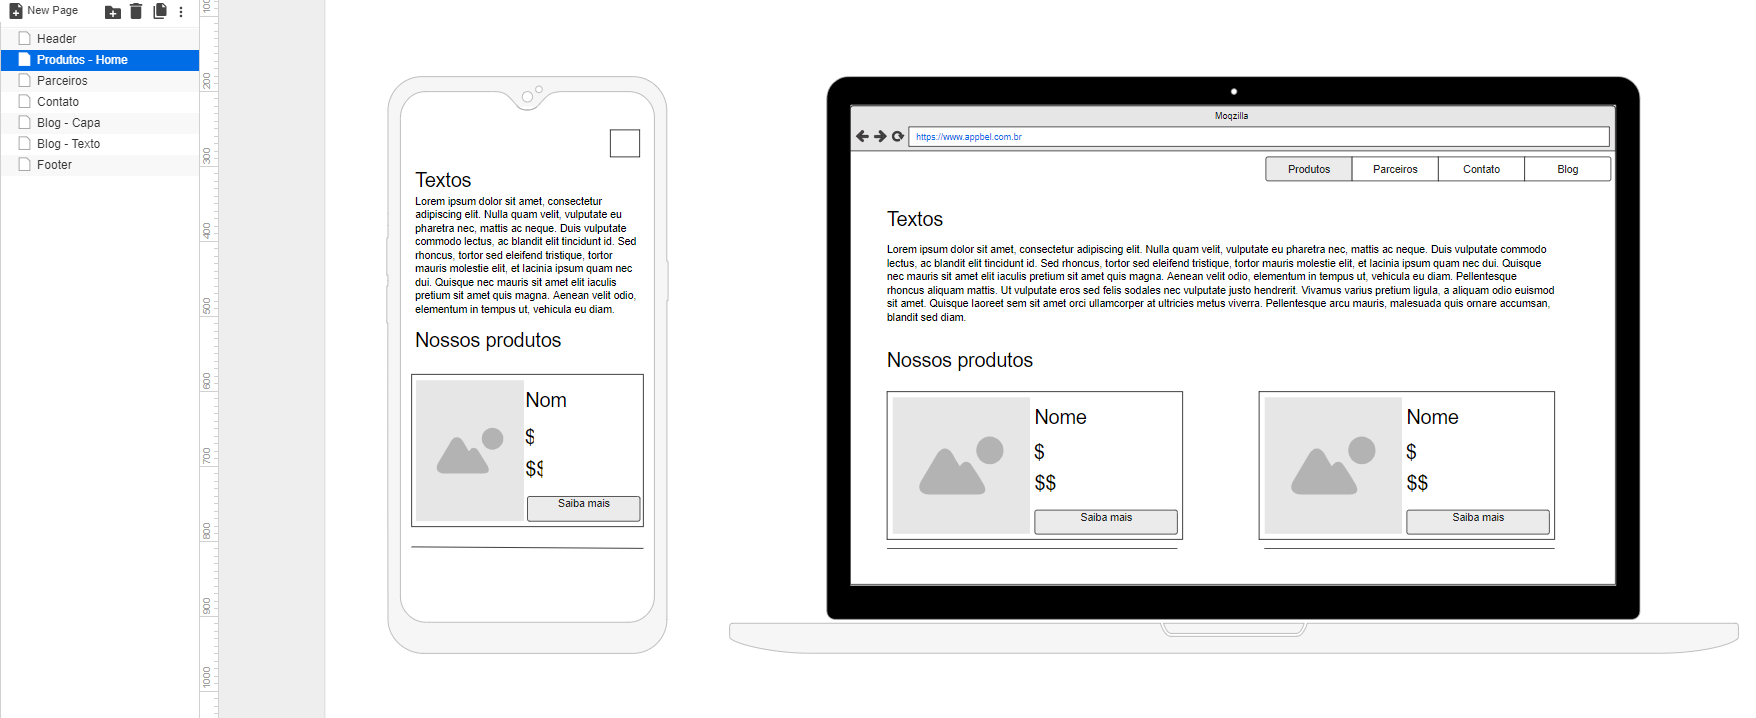 New Page
Header
Produtos - Home
Parceiros
Contato
Blog - Capa
Blog - Texto
Footer
100
200
300
400
500
600
700
800
900
1000
Textos
Lorem ipsum dolor sit amet, consectetur
adipiscing elit. Nulla quam velit, vulputate eu
pharetra nec, mattis ac neque. Duis vulputate
commodo lectus, ac blandit elit tincidunt id. Sed
rhoncus, tortor sed eleifend tristique, tortor
mauris molestie elit, et lacinia ipsum quam nec
dui. Quisque nec mauris sit amet elit iaculis
pretium sit amet quis magna. Aenean velit odio,
elementum in tempus ut, vehicula eu diam.
Nossos produtos
Nom
$
$$
Saiba mais
Moqzilla
https://www.appbel.com.br
Produtos Parceiros Contato Blog
Textos
Lorem ipsum dolor sit amet, consectetur adipiscing elit. Nulla quam velit, vulputate eu pharetra nec, mattis ac neque. Duis vulputate commodo
lectus, ac blandit elit tincidunt id. Sed rhoncus, tortor sed eleifend tristique, tortor mauris molestie elit, et lacinia ipsum quam nec dui. Quisque
nec mauris sit amet elit iaculis pretium sit amet quis magna. Aenean velit odio, elementum in tempus ut, vehicula eu diam. Pellentesque
rhoncus aliquam mattis. Ut vulputate eros sed felis sodales nec vulputate justo hendrerit. Vivamus varius pretium ligula, a aliquam odio euismod
sit amet. Quisque laoreet sem sit amet orci ullamcorper at ultricies metus viverra. Pellentesque arcu mauris, malesuada quis ornare accumsan,
blandit sed diam.
Nossos produtos
Nome
$
$$
Saiba mais
Nome
$
$$
Saiba mais